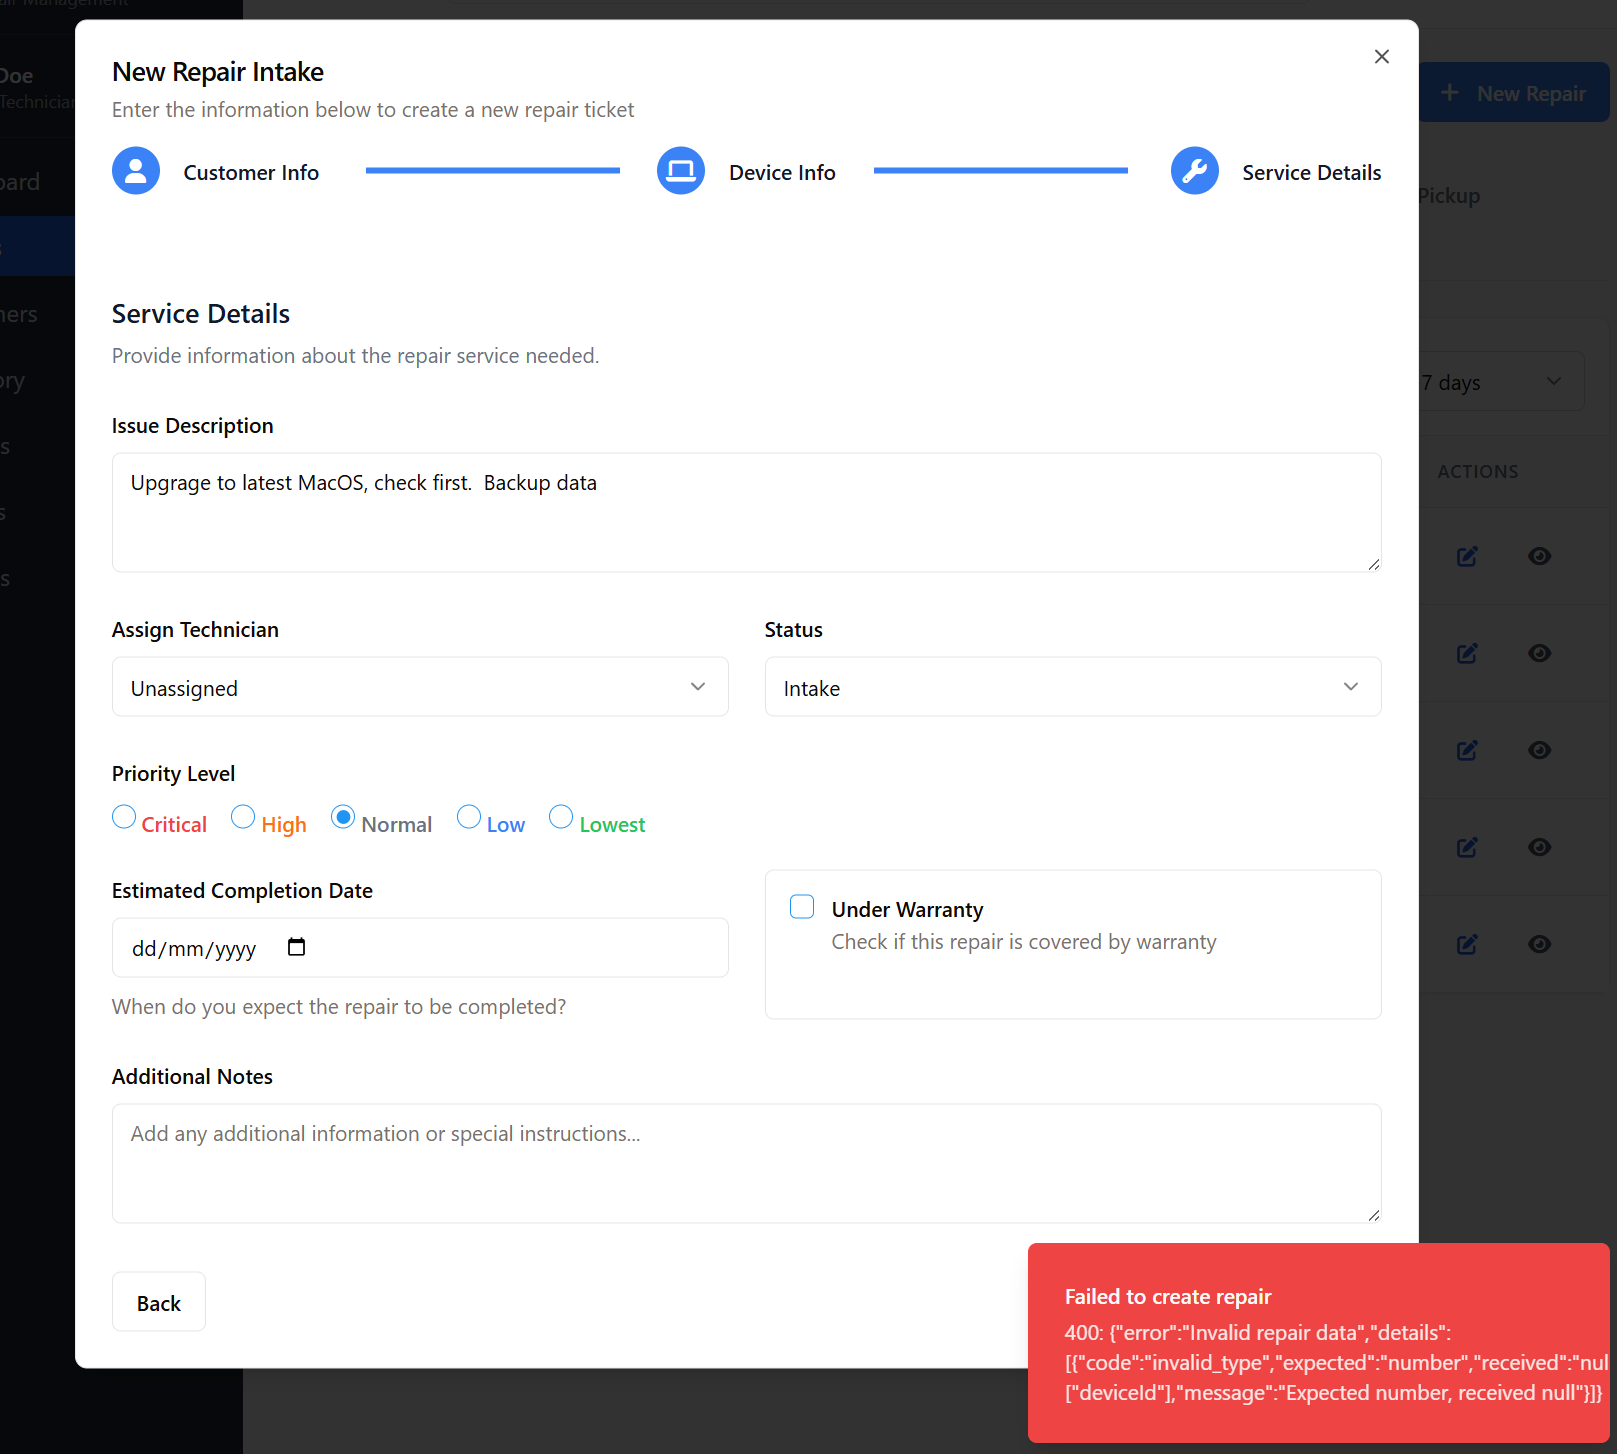 New Repair Intake
Enter the information below to create a new repair ticket
Customer Info
Device Info
Service Details
Service Details
Provide information about the repair service needed.
Issue Description
Upgrage to latest MacOS, check first.  Backup data
Assign Technician
Status
Unassigned
Intake
Priority Level
Critical
High
Normal
Low
Lowest
Estimated Completion Date
dd/mm/yyyy
When do you expect the repair to be completed?
Under Warranty
Check if this repair is covered by warranty
Additional Notes
Add any additional information or special instructions...
Back
Failed to create repair
400: {"error":"Invalid repair data","details":
[{"code":"invalid_type","expected":"number","received":"nul
["deviceId"],"message":"Expected number, received null"}]}
Doe
Technician
New Repair
Pickup
7 days
ACTIONS